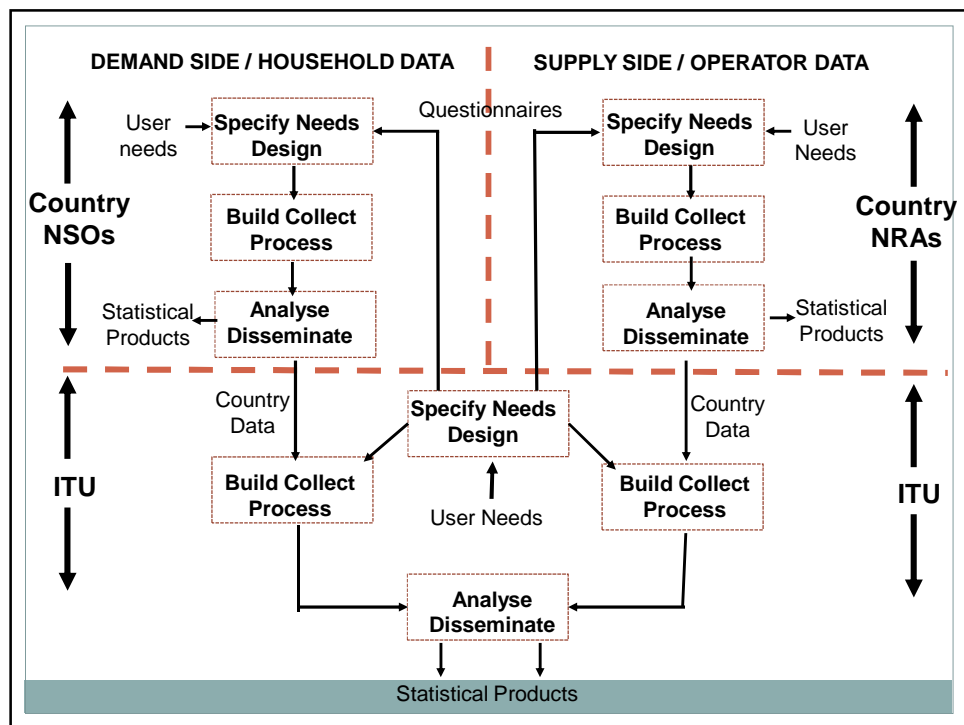 DEMAND SIDE / HOUSEHOLD DATA
SUPPLY SIDE / OPERATOR DATA
Questionnaires
User
needs
Specify Needs
Design
Specify Needs
Design
User
Needs
Country
NSOs
Build Collect
Process
Build Collect
Process
Country
NRAs
Statistical
Products
Analyse
Disseminate
Analyse
Disseminate
Statistical
Products
Country
Data
Specify Needs
Design
Country
Data
ITU
Build Collect
Process
User Needs
Build Collect
Process
ITU
Analyse
Disseminate
Statistical Products